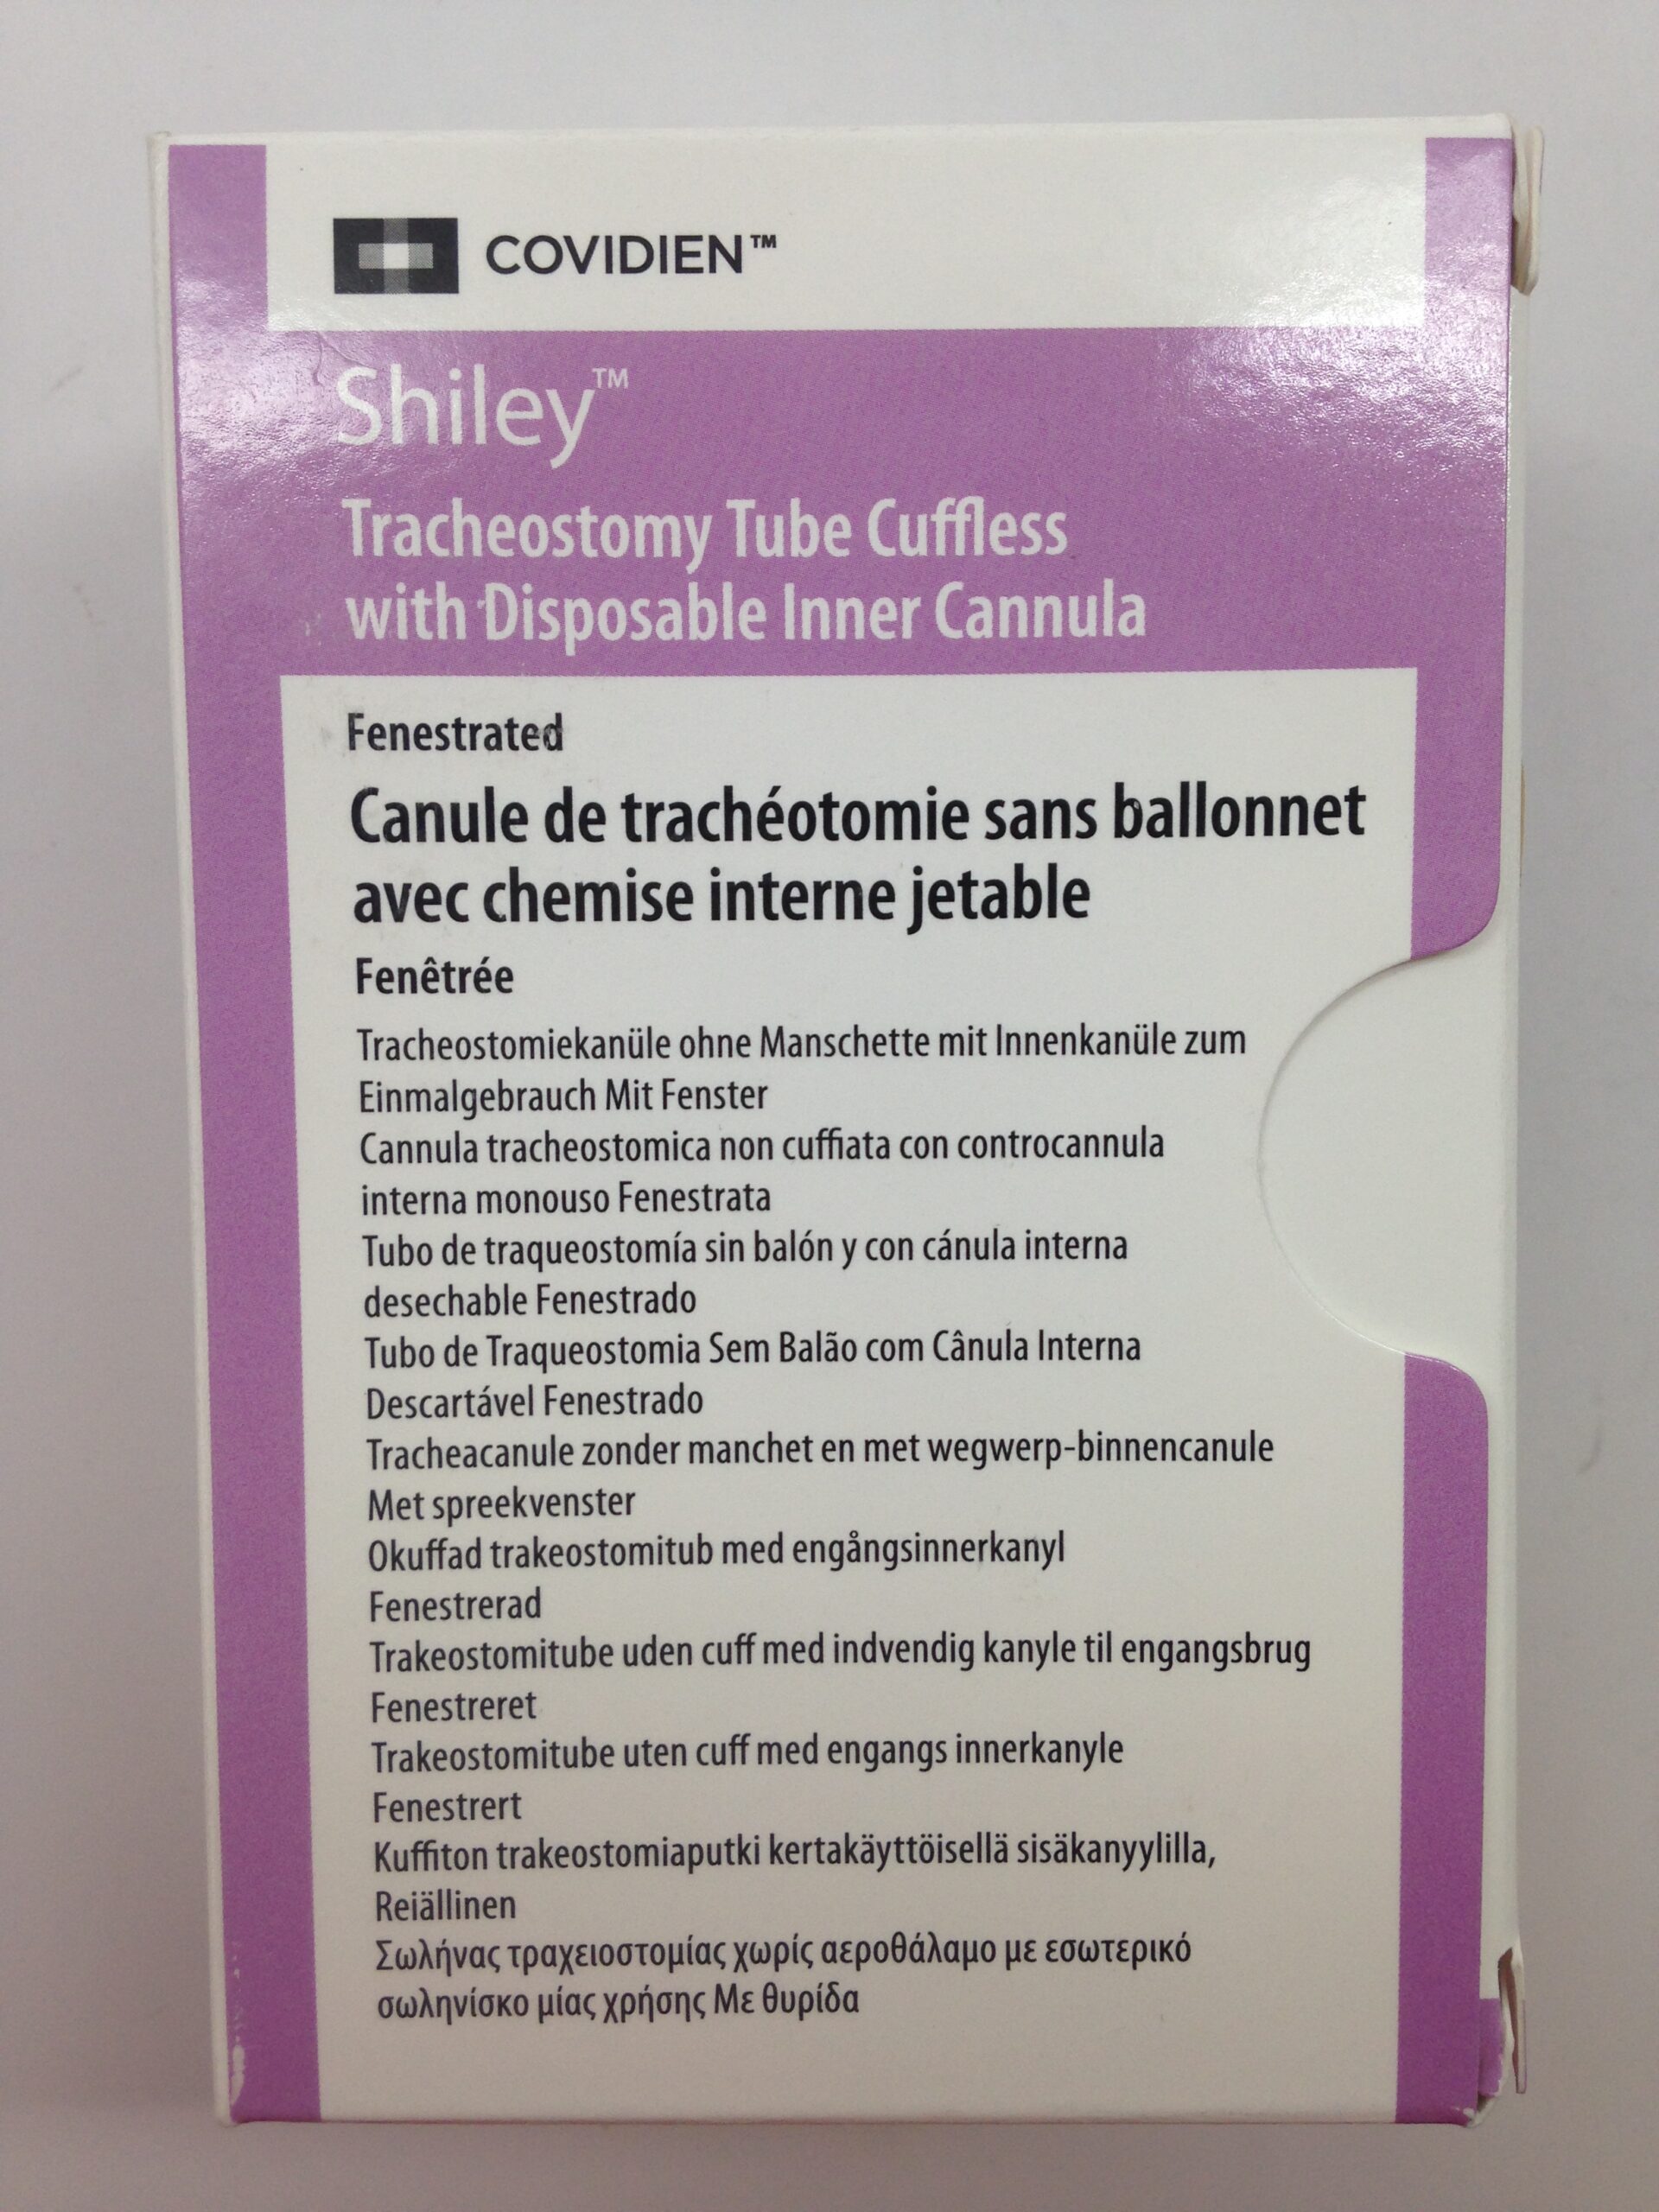 COVIDIEN™
Shiley™
Tracheostomy Tube Cuffless
with Disposable Inner Cannula
Fenestrated
Canule de trachéotomie sans ballonnet
avec chemise interne jetable
Fenêtrée
Tracheostomiekanüle ohne Manschette mit Innenkanüle zum
Einmalgebrauch Mit Fenster
Cannula tracheostomica non cuffiata con controcannula
interna monouso Fenestrata
Tubo de traqueostomía sin balón y con cánula interna
desechable Fenestrado
Tubo de Traqueostomia Sem Balão com Cânula Interna
Descartável Fenestrado
Tracheacanule zonder manchet en met wegwerp-binnencanule
Met spreekvenster
Okuffad trakeostomitub med engångsinnerkanyl
Fenestrerad
Trakeostomitube uden cuff med indvendig kanyle til engangsbrug
Fenestreret
Trakeostomitube uten cuff med engangs innerkanyle
Fenestrert
Kuffiton trakeostomiaputki kertakäyttöisellä sisäkanyylilla,
Reiällinen
Σωλήνας τραχειοστομίας χωρίς αεροθάλαμο με εσωτερικό
σωληνίσκο μίας χρήσης Με θυρίδα